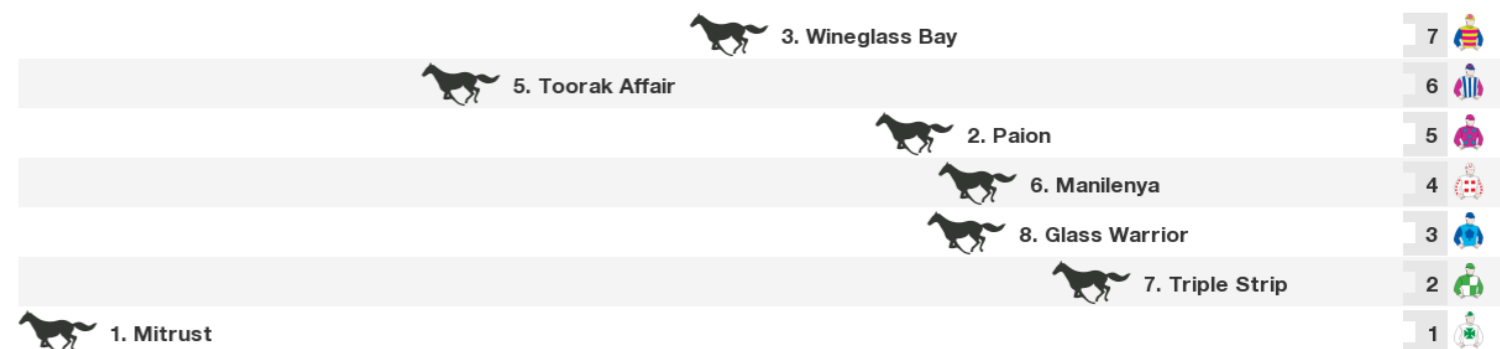 3. Wineglass Bay 7
5. Toorak Affair 6
2. Paion 5
6. Manilenya 4
8. Glass Warrior 3
7. Triple Strip 2
1. Mitrust 1